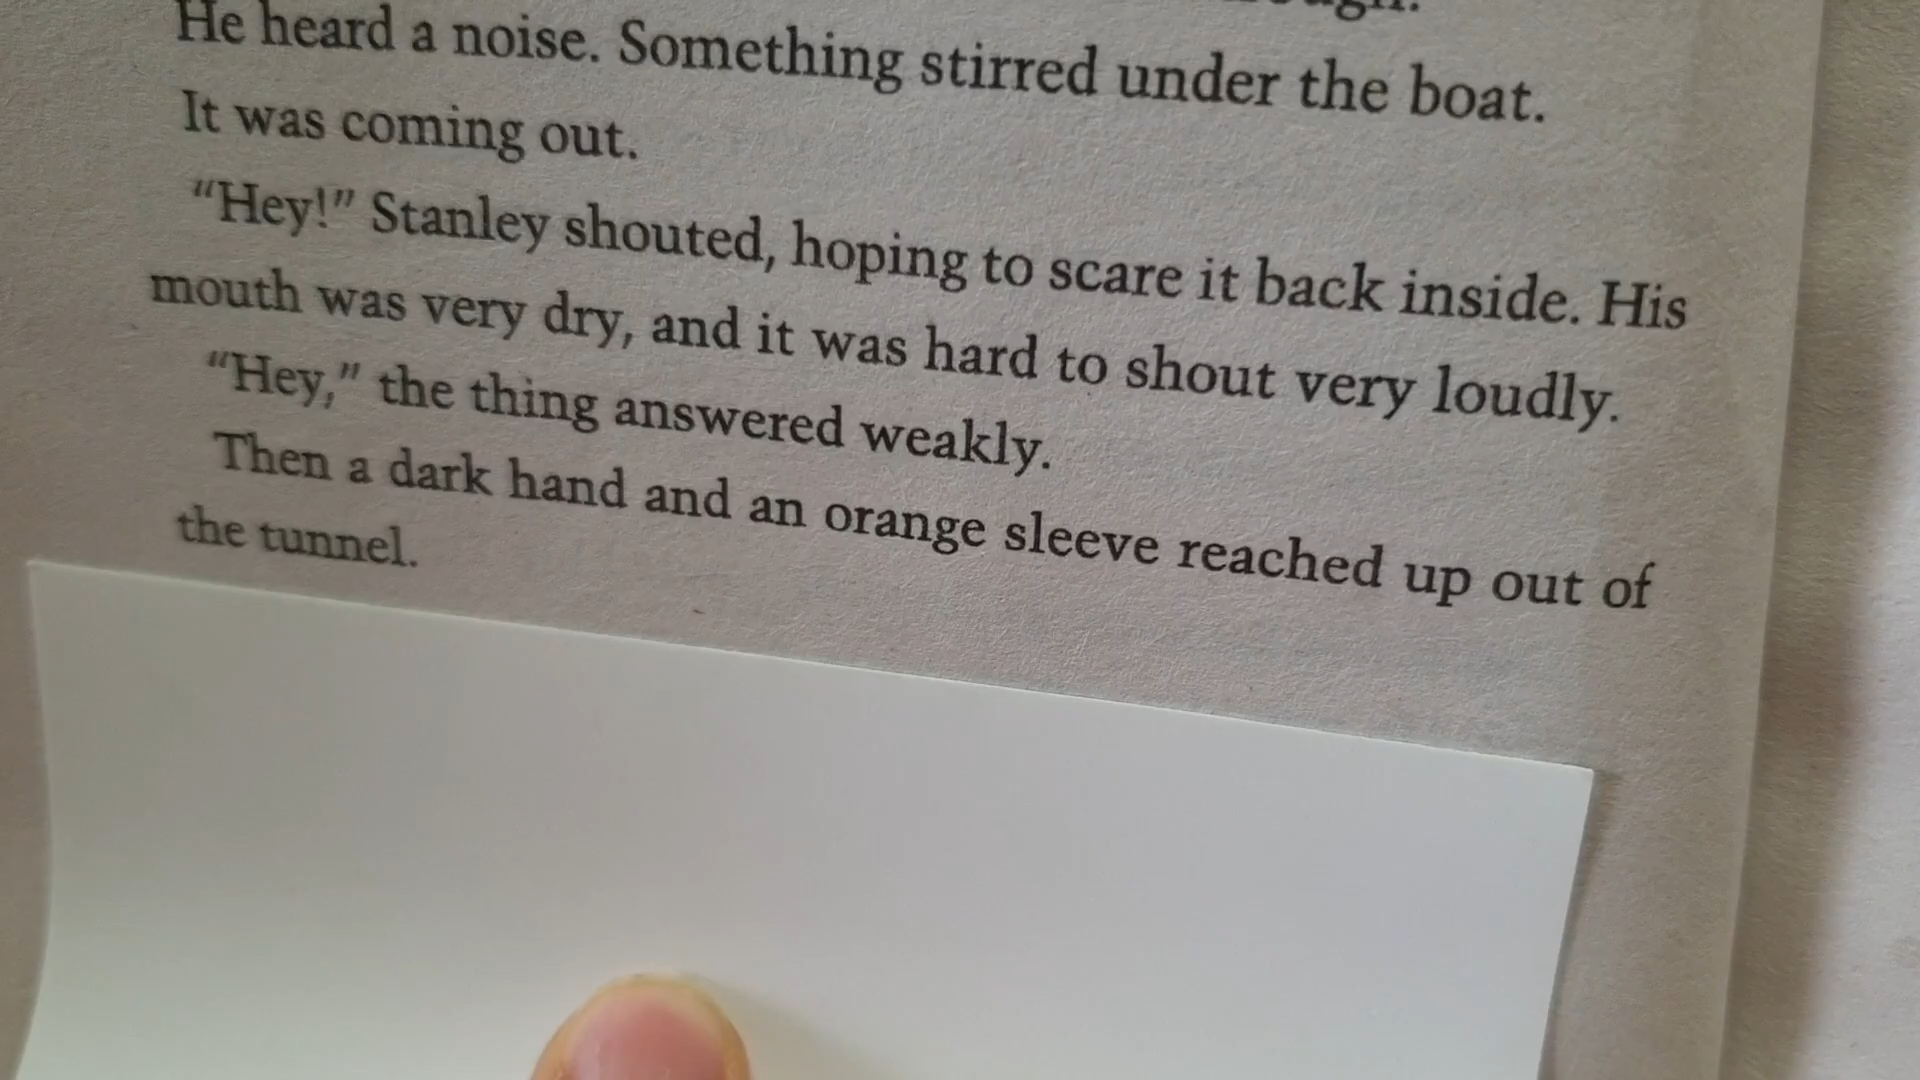 He heard a noise. Something stirred under the boat.
It was coming out.
“Hey!” Stanley shouted, hoping to scare it back inside. His
mouth was very dry, and it was hard to shout very loudly.
“Hey,” the thing answered weakly.
Then a dark hand and an orange sleeve reached up out of
the tunnel.